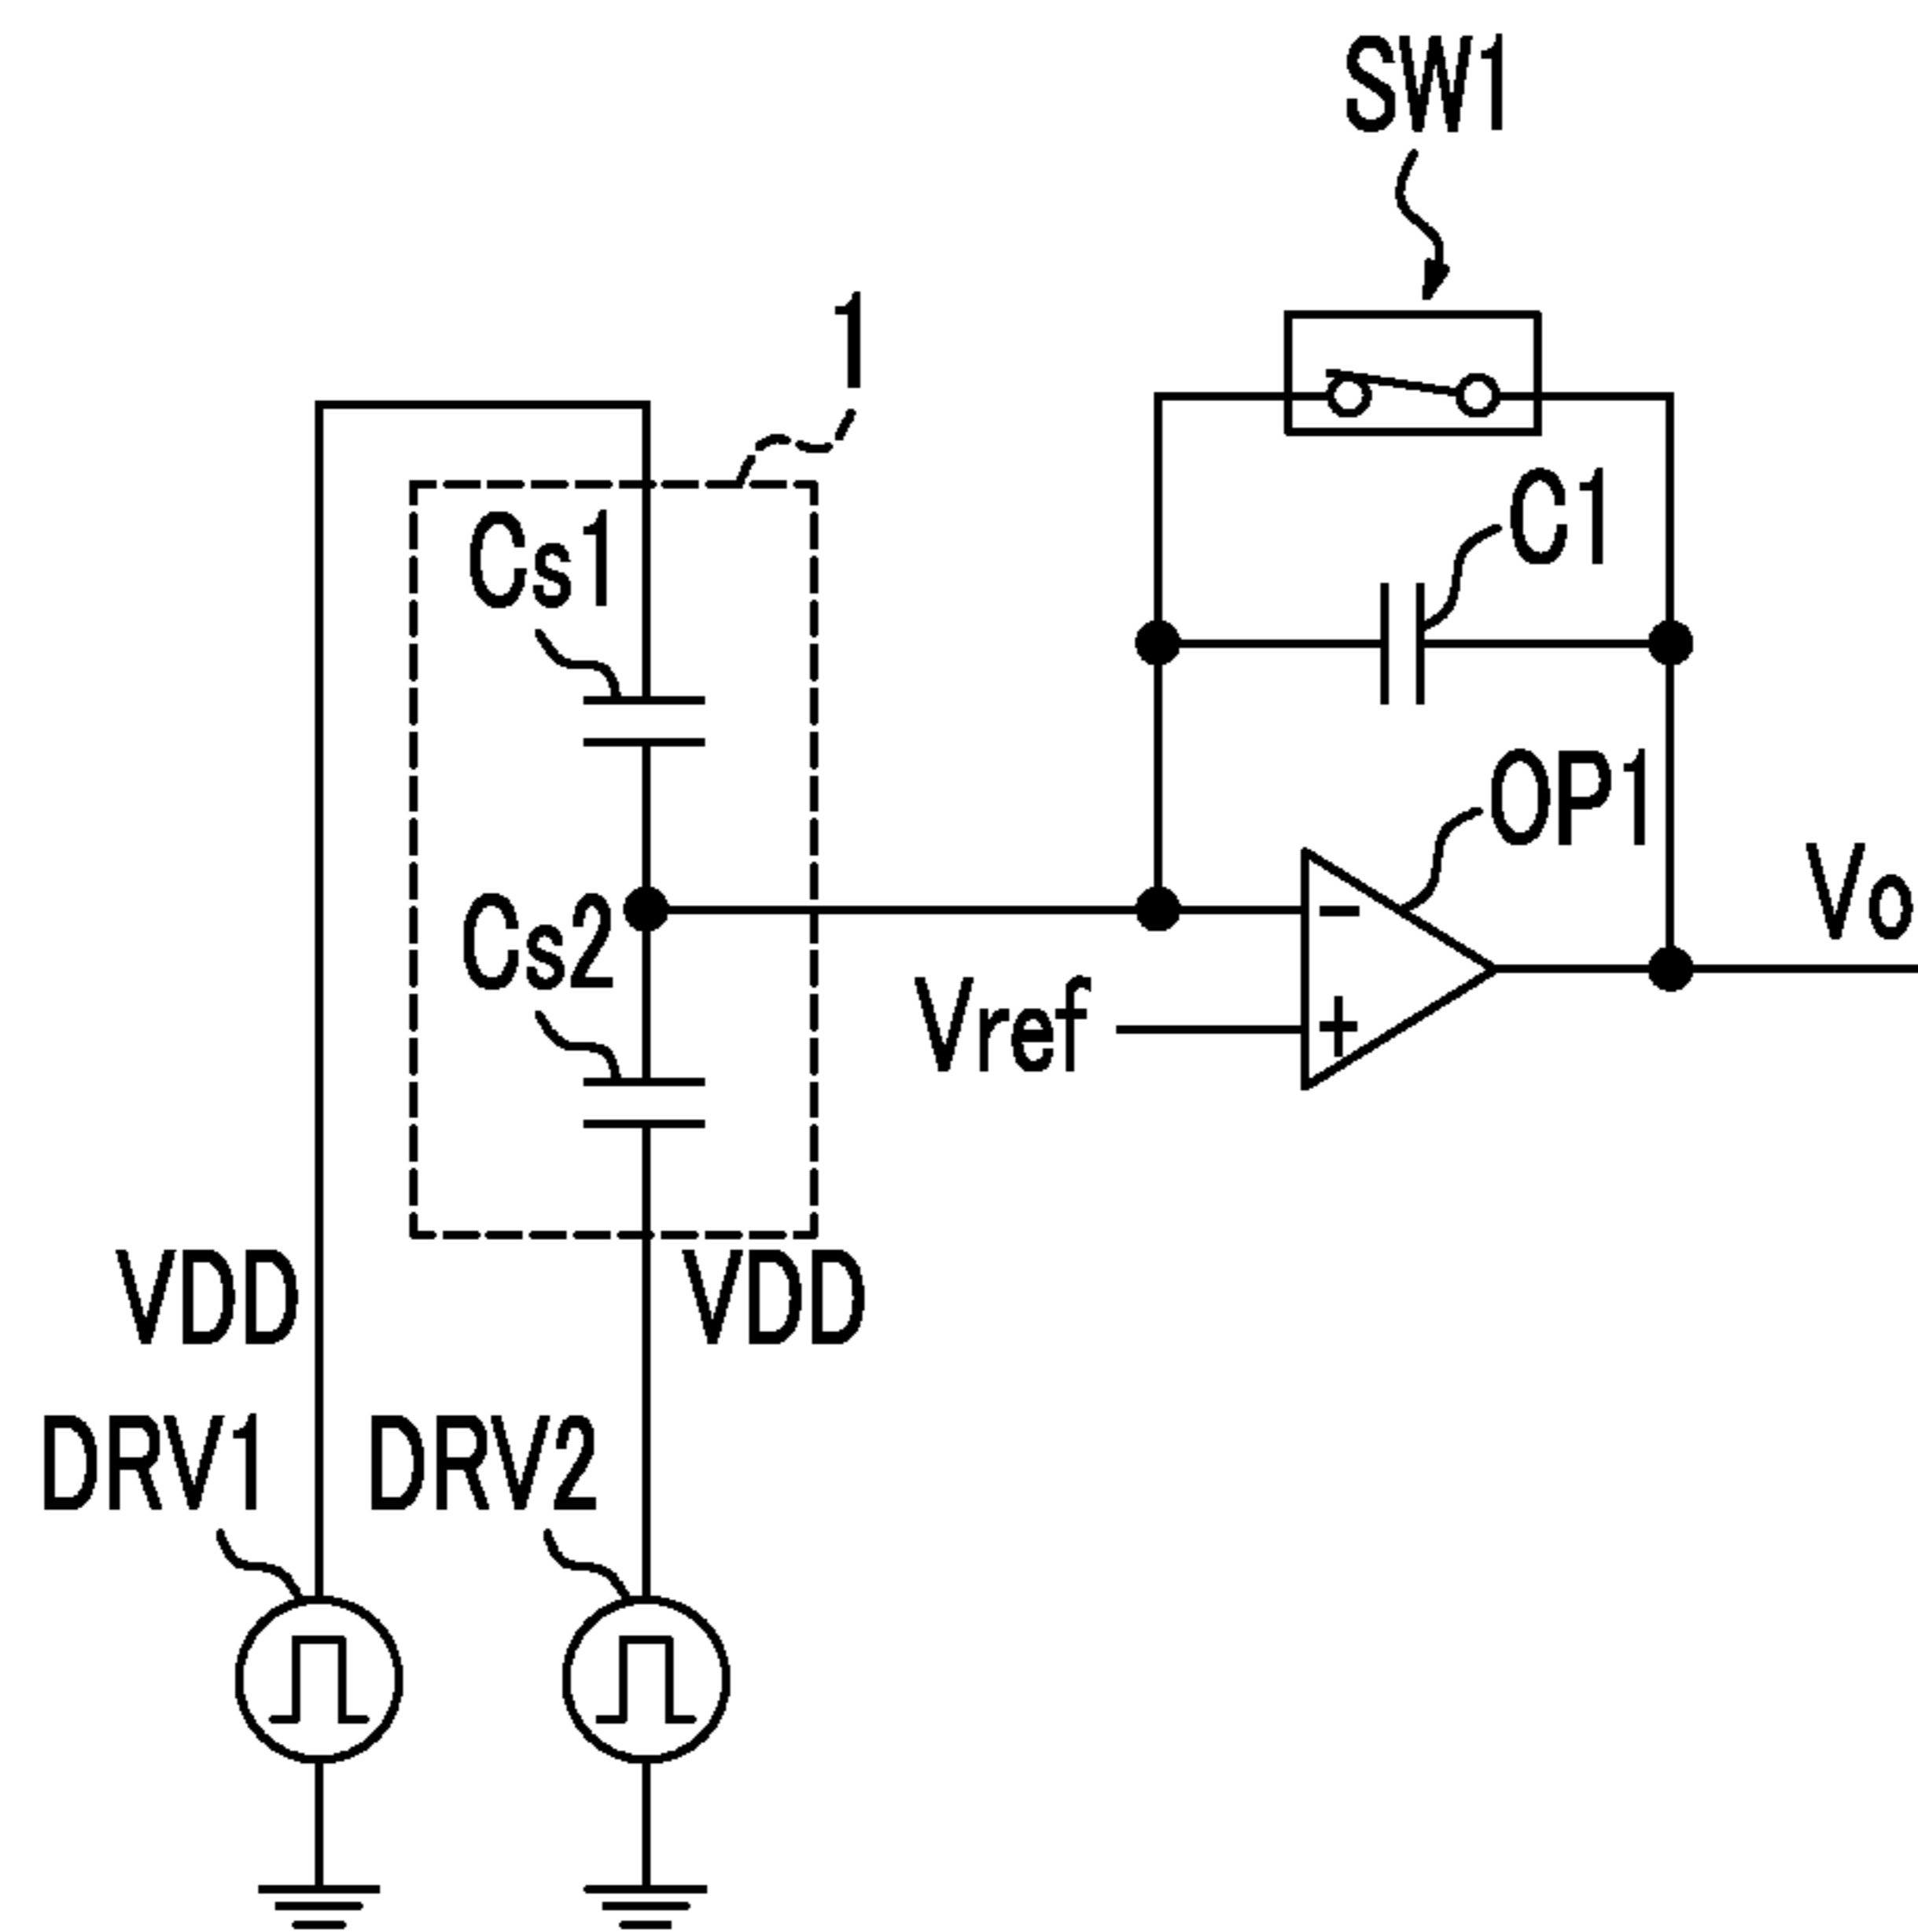 SW1
1
Cs1
C1
OP1
Cs2
Vo
-
Vref
+
VDD
VDD
DRV1
DRV2